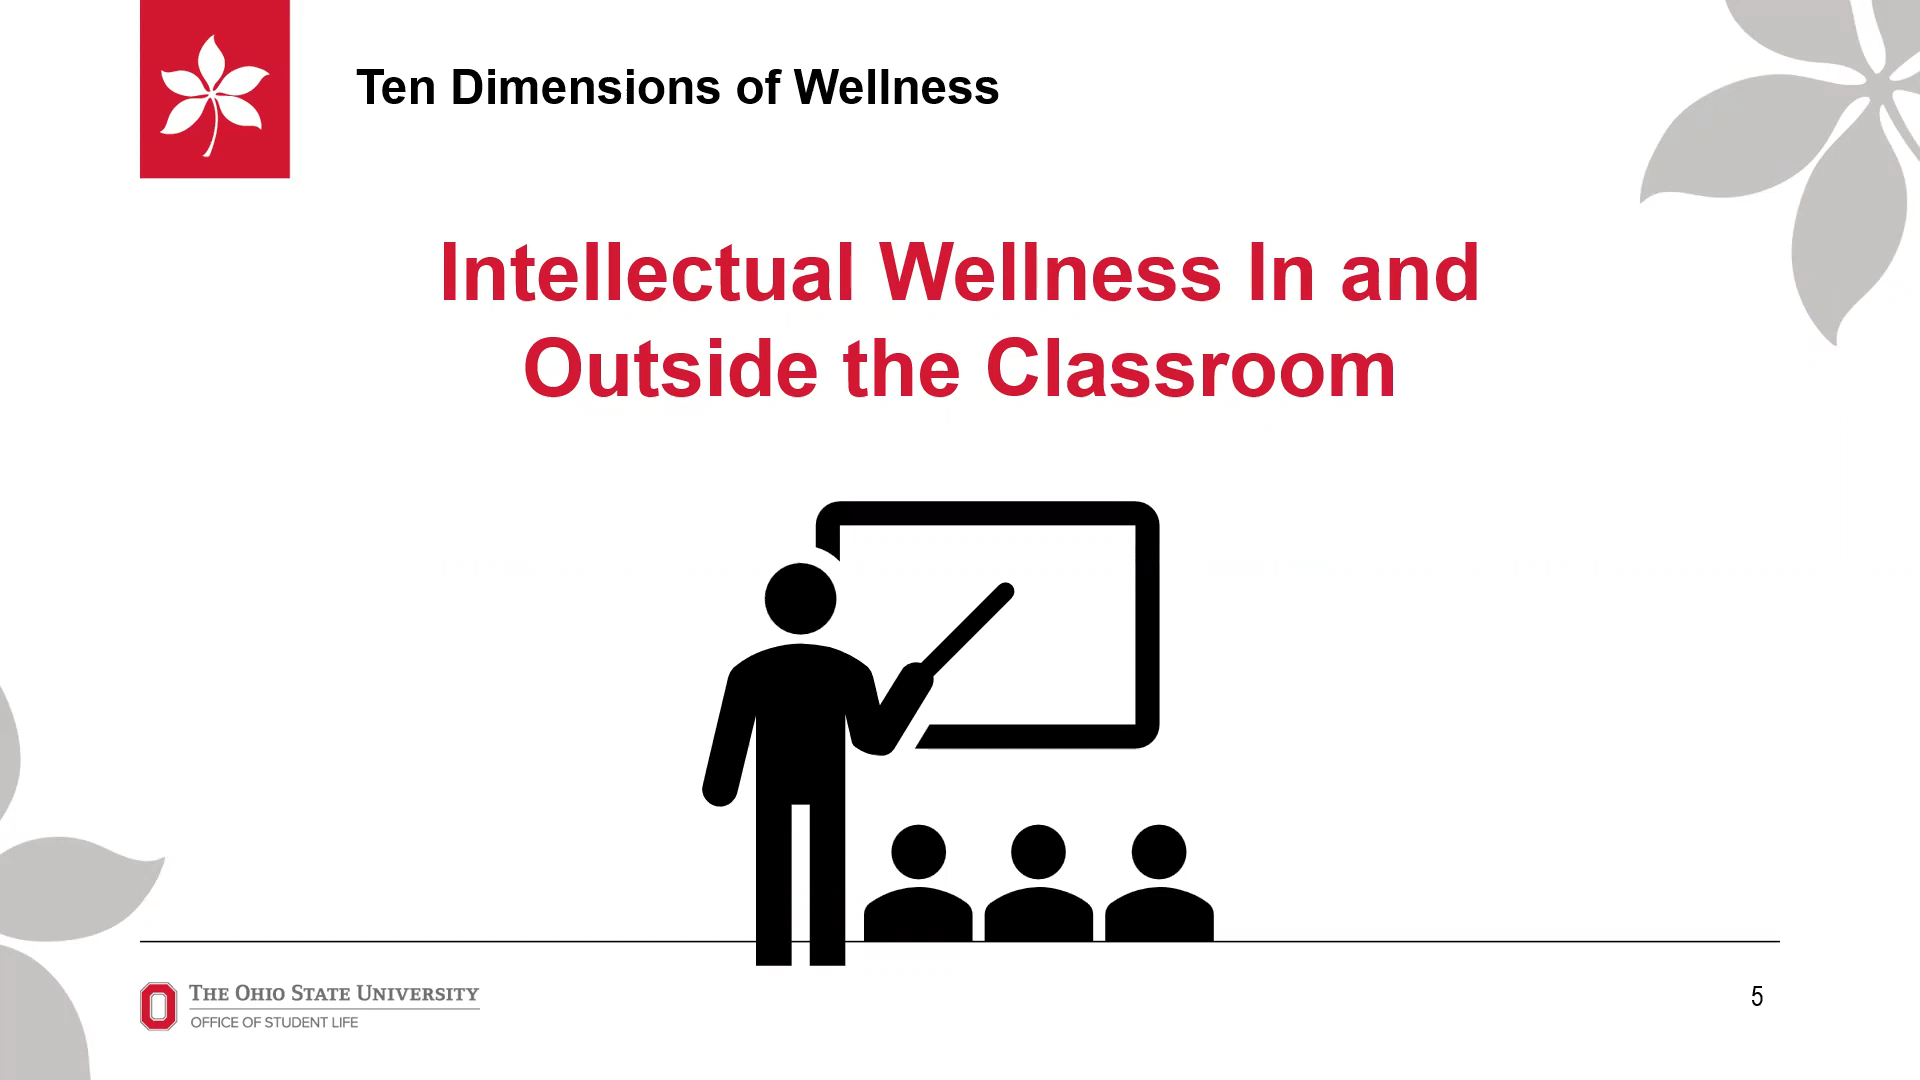 Ten Dimensions of Wellness
Intellectual Wellness In and
Outside the Classroom
THE OHIO STATE UNIVERSITY
OFFICE OF STUDENT LIFE
5